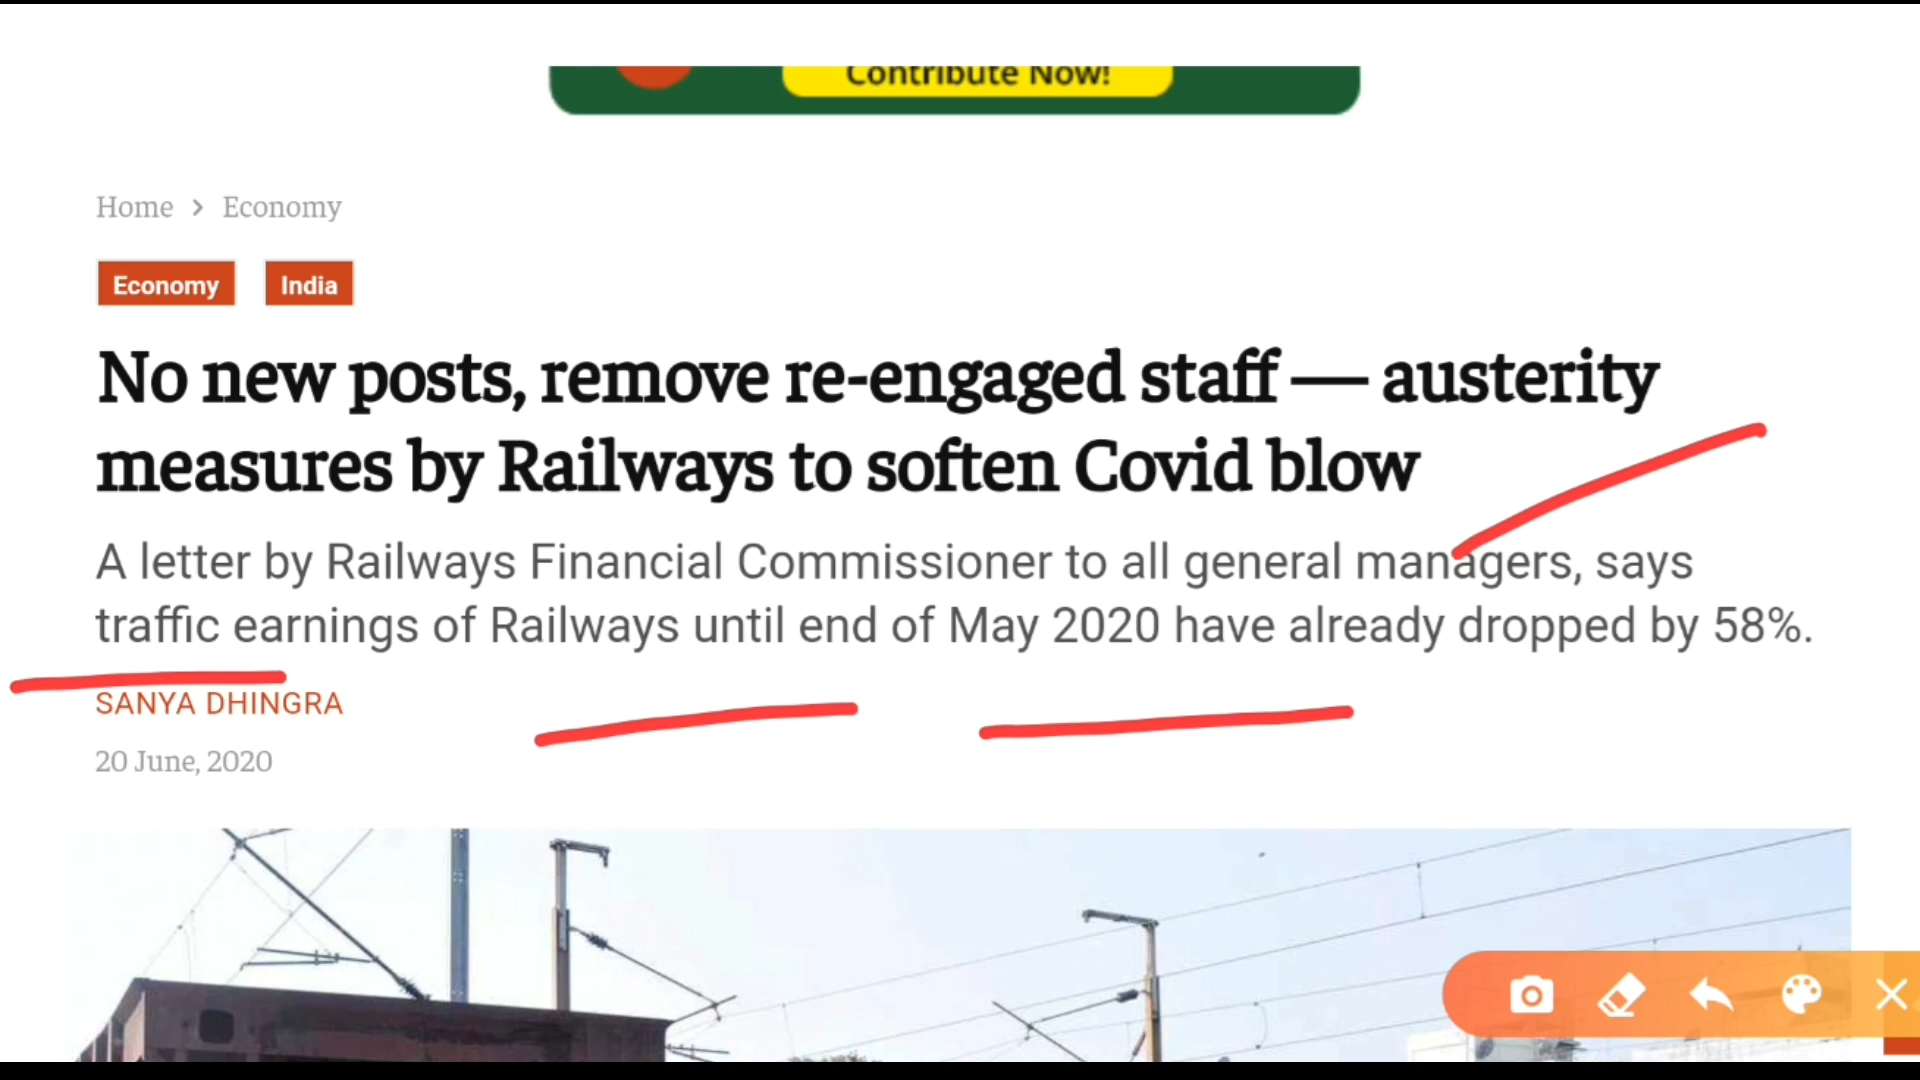 Contribute Now!
Home > Economy
Economy India
No new posts, remove re-engaged staff — austerity
measures by Railways to soften Covid blow
A letter by Railways Financial Commissioner to all general managers, says
traffic earnings of Railways until end of May 2020 have already dropped by 58%.
SANYA DHINGRA
20 June, 2020